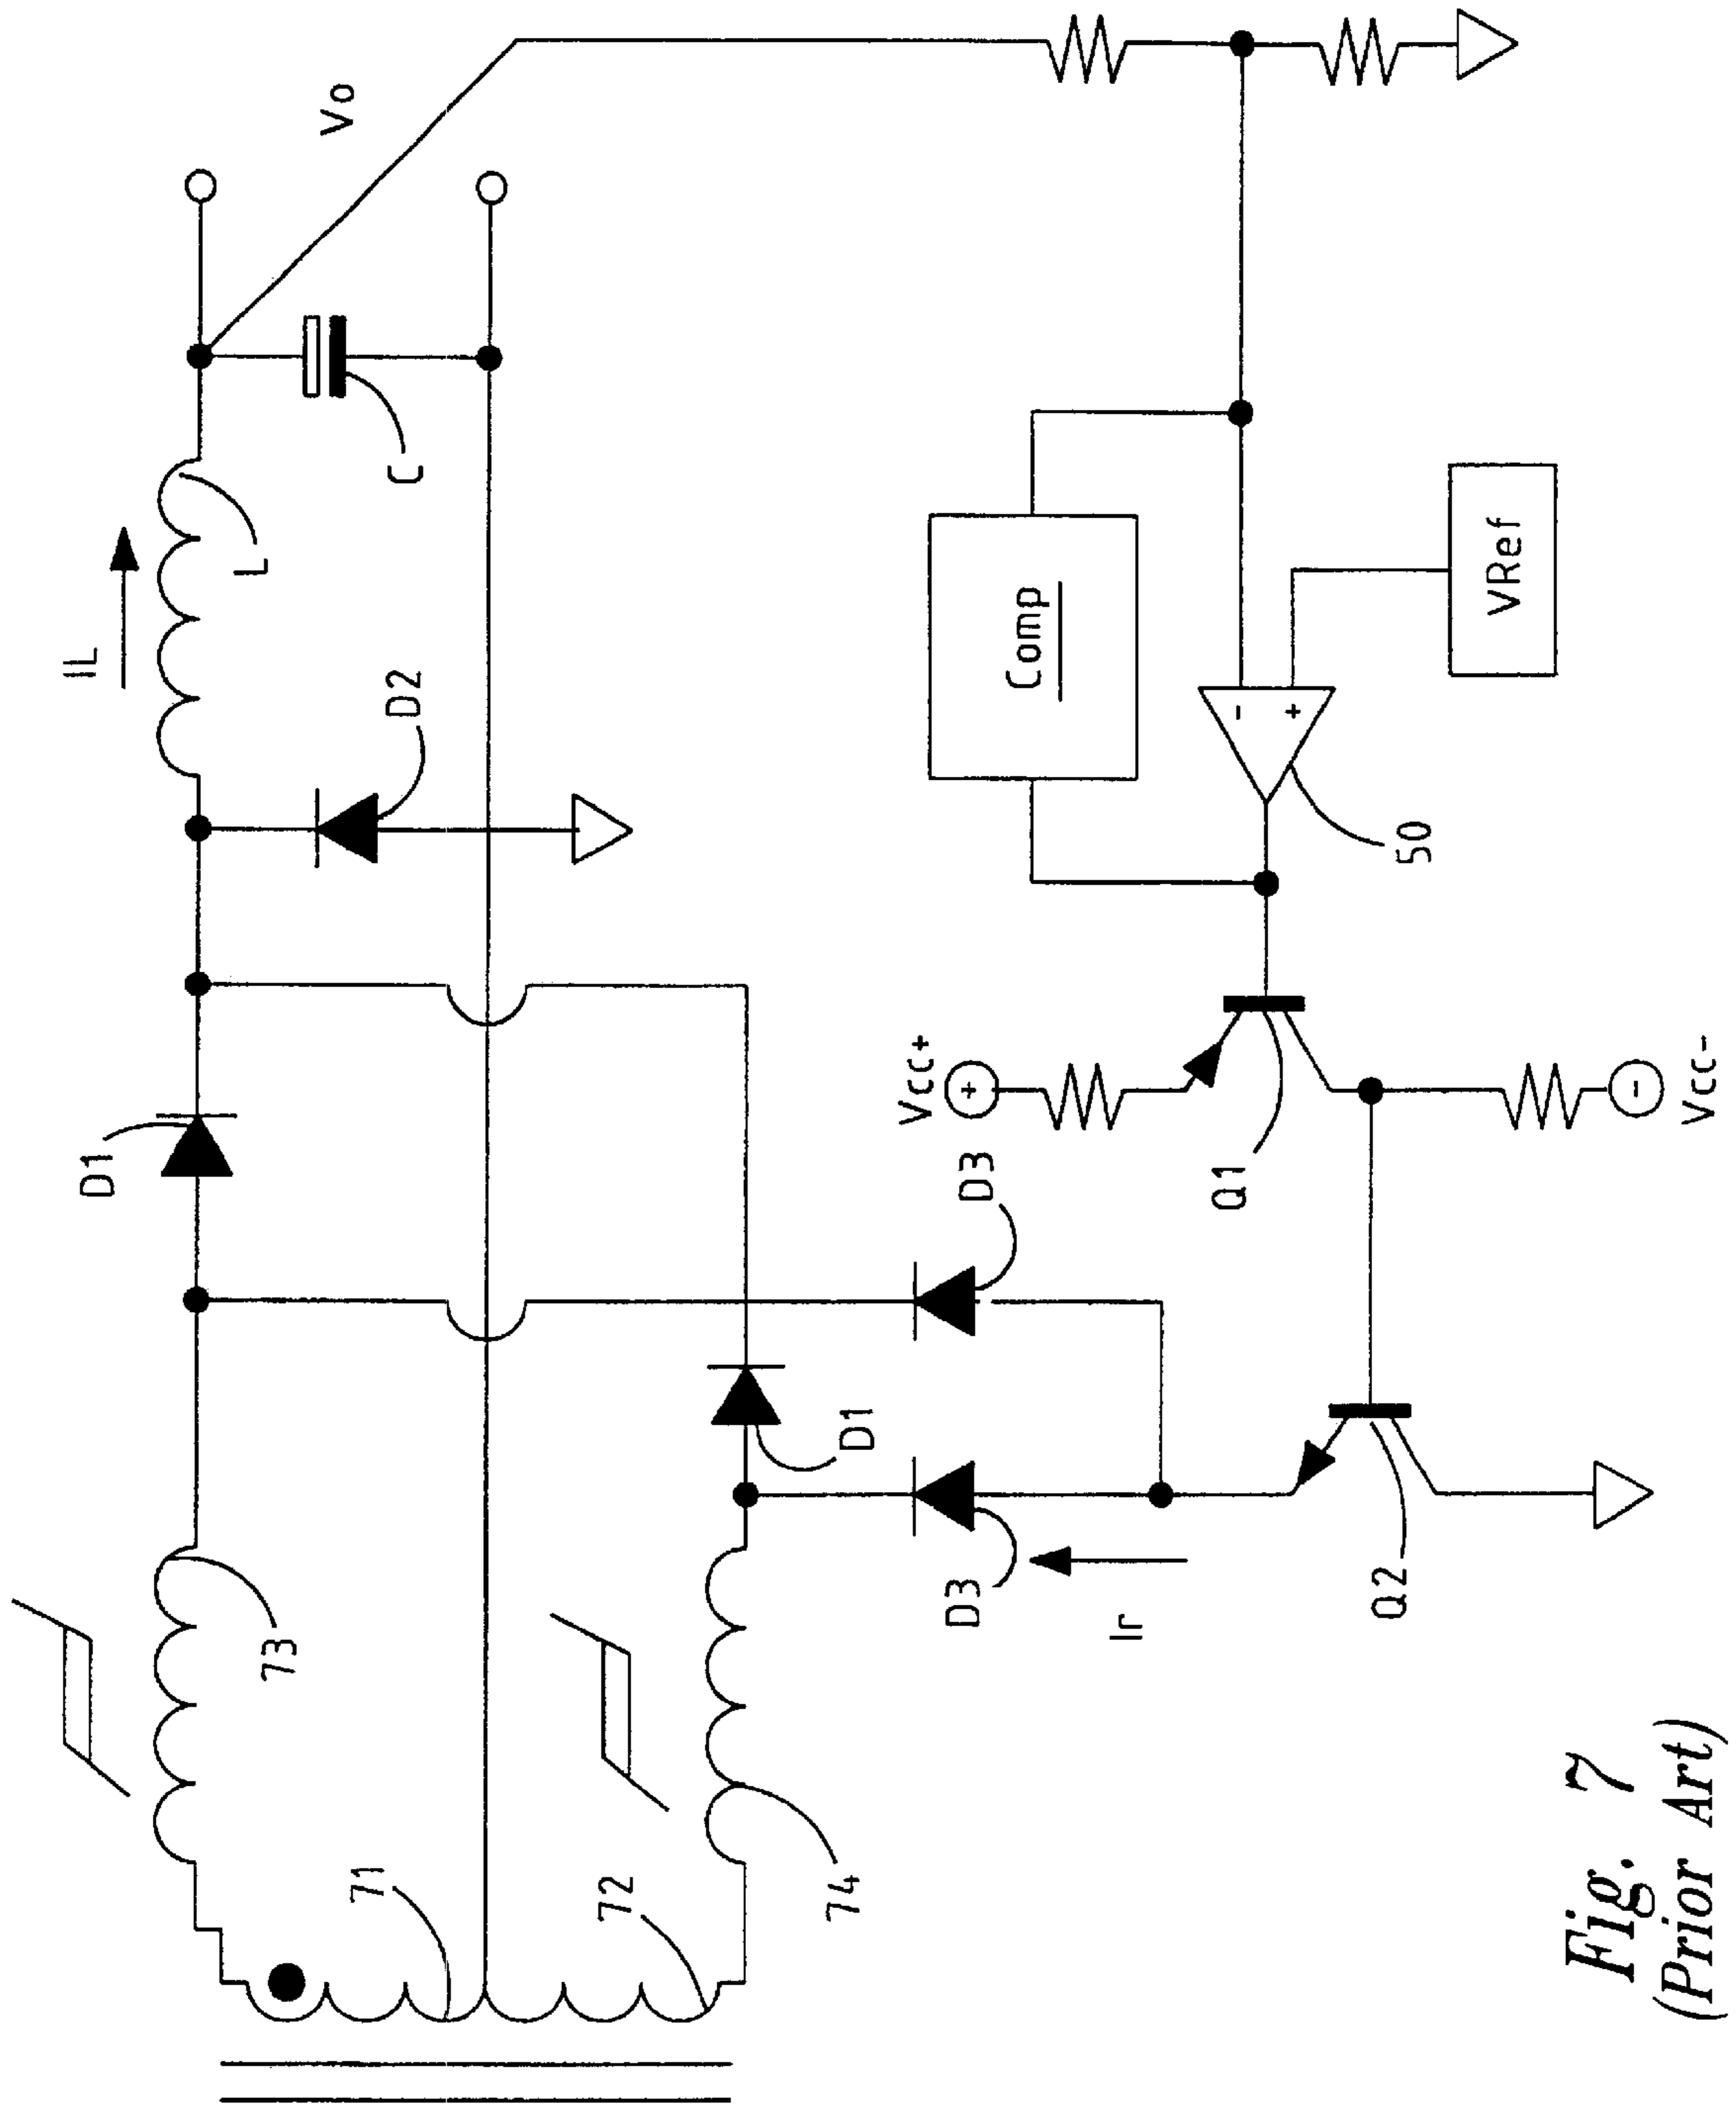 IL
Vo
D1
L
D2
C
73
71
72
D1
74
D3
D3
Ir
Vcc+
+
Comp
-
+
50
VRef
Q1
Q2
-
Vcc-
Fig. 7
(Prior Art)